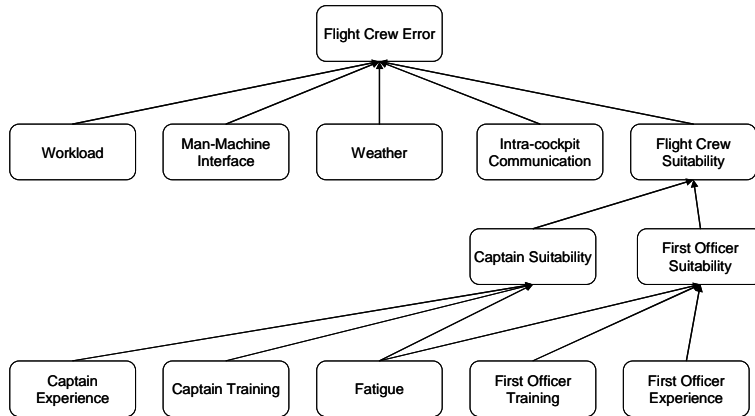 Flight Crew Error
Workload
Man-Machine
Interface
Weather
Intra-cockpit
Communication
Flight Crew
Suitability
Captain Suitability
First Officer
Suitability
Captain
Experience
Captain Training
Fatigue
First Officer
Training
First Officer
Experience